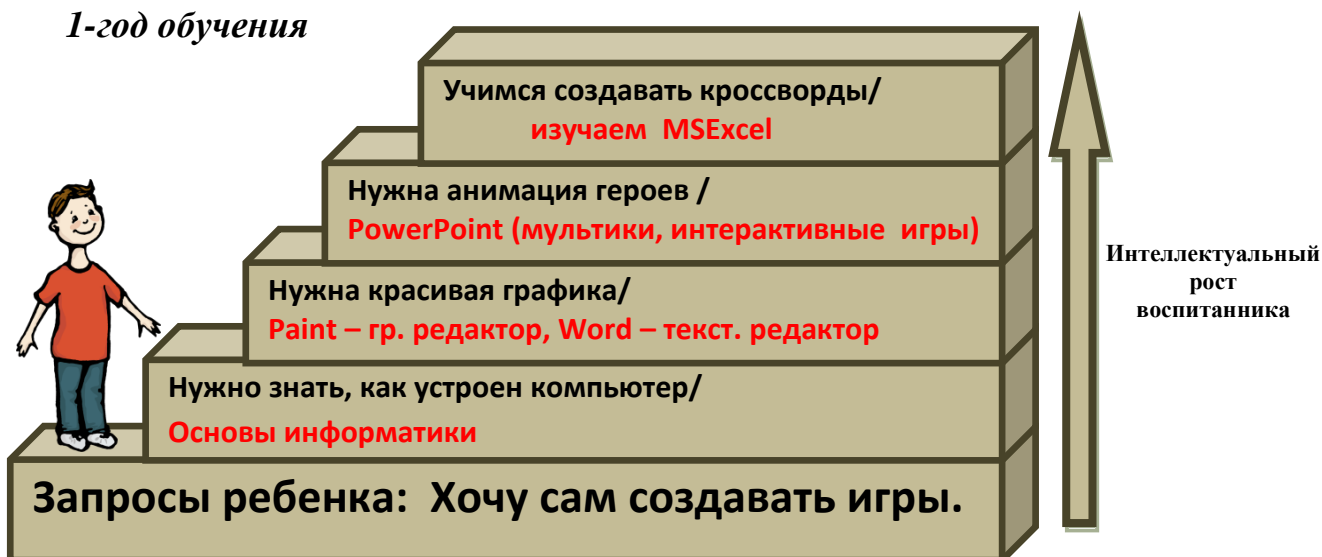 1-год обучения
Учимся создавать кроссворды/
изучаем MSExcel
Нужна анимация героев /
PowerPoint (мультики, интерактивные игры)
Нужна красивая графика/
Paint – гр. редактор, Word – текст. редактор
Нужно знать, как устроен компьютер/
Основы информатики
Запросы ребенка: Хочу сам создавать игры.
Интеллектуальный
рост
воспитанника